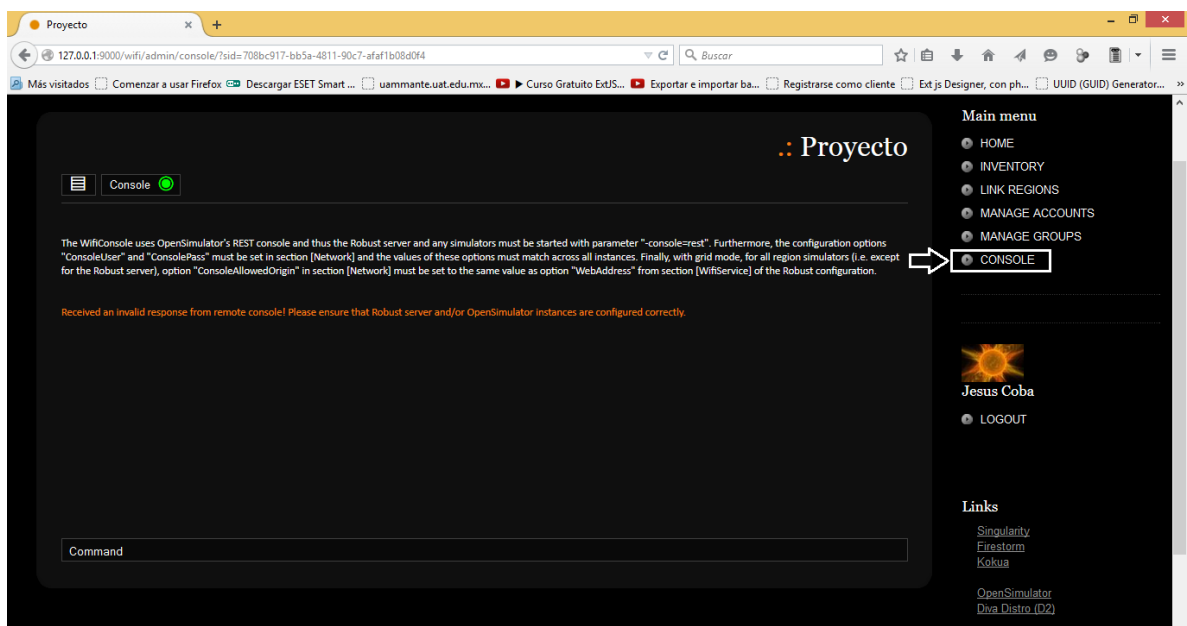 Proyecto
127.0.0.1:9000/wifi/admin/console/?sid=708bc917-bb5a-4811-90c7-afaf1b08d0f4
Buscar
Más visitados
Comenzar a usar Firefox
Descargar ESET Smart ...
uammante.uat.edu.mx...
▶ Curso Gratuito ExtJS...
Exportar e importar ba...
Registrarse como cliente
Ext js Designer, con ph...
UUID (GUID) Generator...
.: Proyecto
Console
The WifiConsole uses OpenSimulator's REST console and thus the Robust server and any simulators must be started with parameter "-console=rest". Furthermore, the configuration options
"ConsoleUser" and "ConsolePass" must be set in section [Network] and the values of these options must match across all instances. Finally, with grid mode, for all region simulators (i.e. except
for the Robust server), option "ConsoleAllowedOrigin" in section [Network] must be set to the same value as option "WebAddress" from section [WifiService] of the Robust configuration.
Received an invalid response from remote console! Please ensure that Robust server and/or OpenSimulator instances are configured correctly.
Command
Main menu
HOME
INVENTORY
LINK REGIONS
MANAGE ACCOUNTS
MANAGE GROUPS
CONSOLE
Jesus Coba
LOGOUT
Links
Singularity
Firestorm
Kokua
OpenSimulator
Diva Distro (D2)